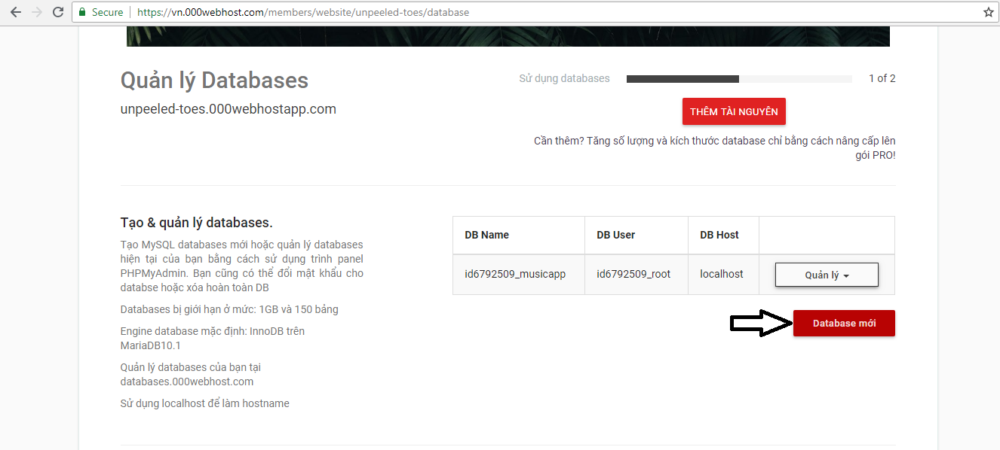 Secure
https://vn.000webhost.com/members/website/unpeeled-toes/database
Quản lý Databases
unpeeled-toes.000webhostapp.com
Sử dụng databases
1 of 2
THÊM TÀI NGUYÊN
Cần thêm? Tăng số lượng và kích thước database chỉ bằng cách nâng cấp lên
gói PRO!
Tạo & quản lý databases.
Tạo MySQL databases mới hoặc quản lý databases
hiện tại của bạn bằng cách sử dụng trình panel
PHPMyAdmin. Bạn cũng có thể đổi mật khẩu cho
databse hoặc xóa hoàn toàn DB
Databases bị giới hạn ở mức: 1GB và 150 bảng
Engine database mặc định: InnoDB trên
MariaDB10.1
Quản lý databases của bạn tại
databases.000webhost.com
Sử dụng localhost để làm hostname
DB Name DB User DB Host
id6792509_musicapp id6792509_root localhost Quản lý
Database mới